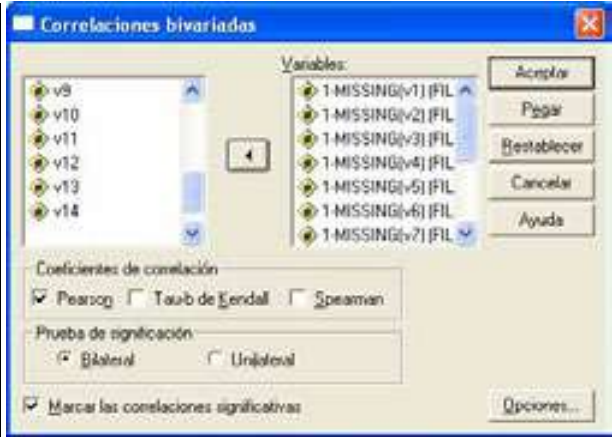 Correlaciones bivariadas
v9
v10
v11
v12
v13
v14
Variables:
1-MISSING(v1) (FIL
1-MISSING(v2) (FIL
1-MISSING(v3) (FIL
1-MISSING(v4) (FIL
1-MISSING(v5) (FIL
1-MISSING(v6) (FIL
1-MISSING(v7) (FIL
Aceptar
Pegar
Restablecer
Cancelar
Ayuda
Coeficientes de correlación
Pearson Tau-b de Kendall Spearman
Prueba de significación
Bilateral Unilateral
Marcar las correlaciones significativas
Opciones...